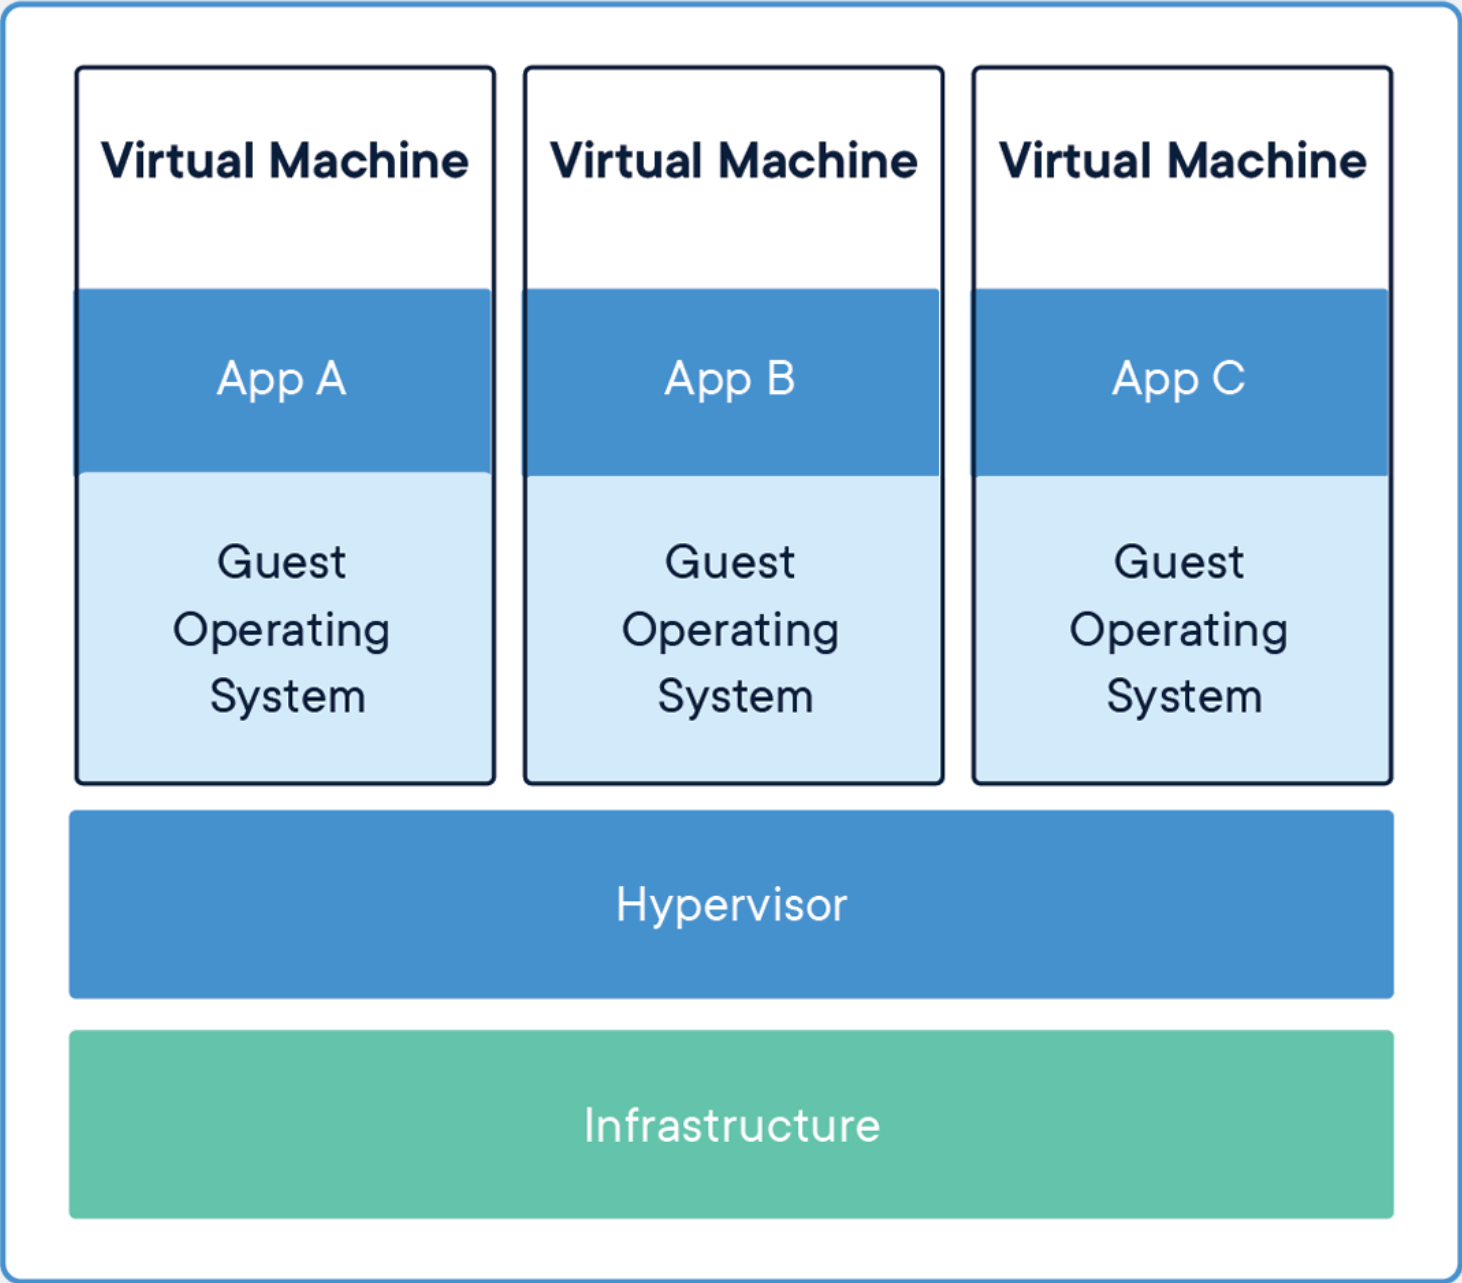 Virtual Machine
App A
Guest
Operating
System
Virtual Machine
App B
Guest
Operating
System
Virtual Machine
App C
Guest
Operating
System
Hypervisor
Infrastructure